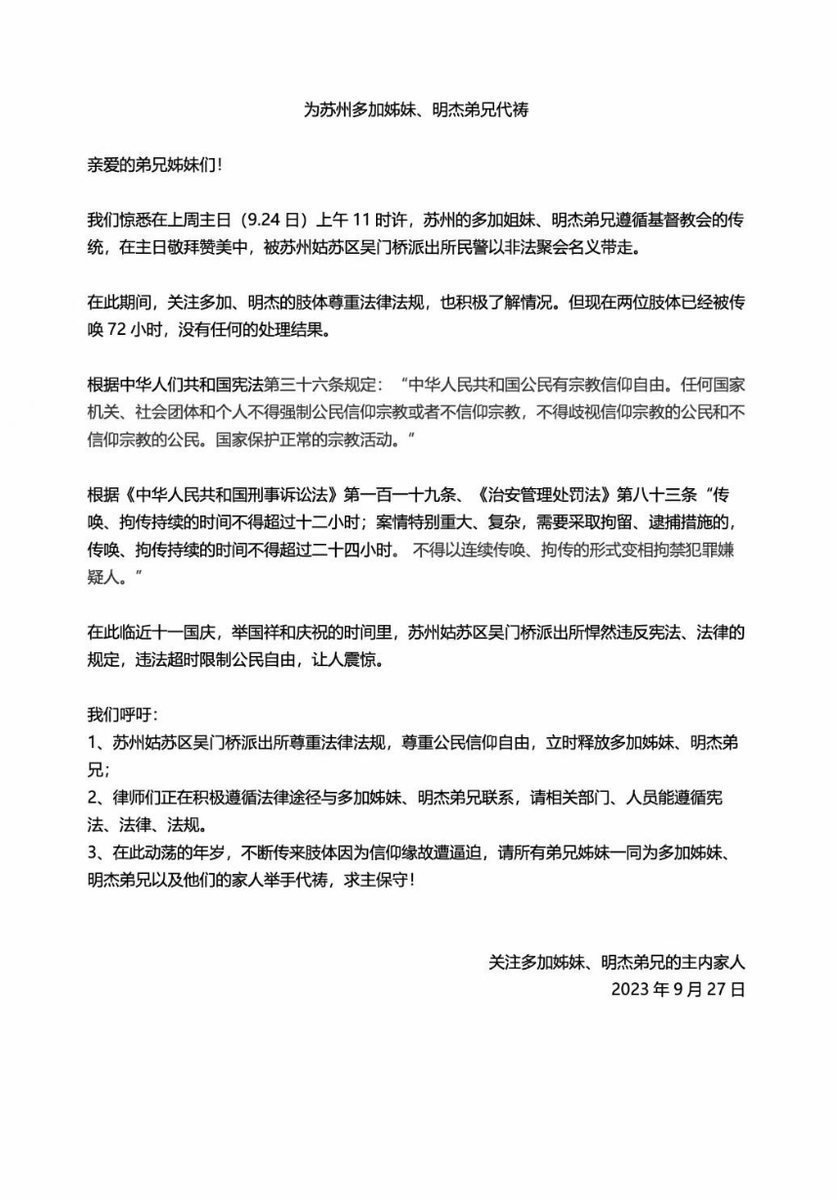 为苏州多加姊妹、明杰弟兄代祷
亲爱的弟兄姊妹们！
我们惊悉在上周主日（9.24 日）上午 11 时许，苏州的多加姐妹、明杰弟兄遵循基督教会的传
统，在主日敬拜赞美中，被苏州姑苏区吴门桥派出所民警以非法聚会名义带走。
在此期间，关注多加、明杰的肢体尊重法律法规，也积极了解情况。但现在两位肢体已经被传
唤 72 小时，没有任何的处理结果。
根据中华人们共和国宪法第三十六条规定：“中华人民共和国公民有宗教信仰自由。任何国家
机关、社会团体和个人不得强制公民信仰宗教或者不信仰宗教，不得歧视信仰宗教的公民和不
信仰宗教的公民。国家保护正常的宗教活动。”
根据《中华人民共和国刑事诉讼法》第一百一十九条、《治安管理处罚法》第八十三条“传
唤、拘传持续的时间不得超过十二小时；案情特别重大、复杂，需要采取拘留、逮捕措施的，
传唤、拘传持续的时间不得超过二十四小时。 不得以连续传唤、拘传的形式变相拘禁犯罪嫌
疑人。”
在此临近十一国庆，举国祥和庆祝的时间里，苏州姑苏区吴门桥派出所悍然违反宪法、法律的
规定，违法超时限制公民自由，让人震惊。
我们呼吁：
1、苏州姑苏区吴门桥派出所尊重法律法规，尊重公民信仰自由，立时释放多加姊妹、明杰弟
兄；
2、律师们正在积极遵循法律途径与多加姊妹、明杰弟兄联系，请相关部门、人员能遵循宪
法、法律、法规。
3、在此动荡的年岁，不断传来肢体因为信仰缘故遭逼迫，请所有弟兄姊妹一同为多加姊妹、
明杰弟兄以及他们的家人举手代祷，求主保守！
关注多加姊妹、明杰弟兄的主内家人
2023 年 9 月 27 日